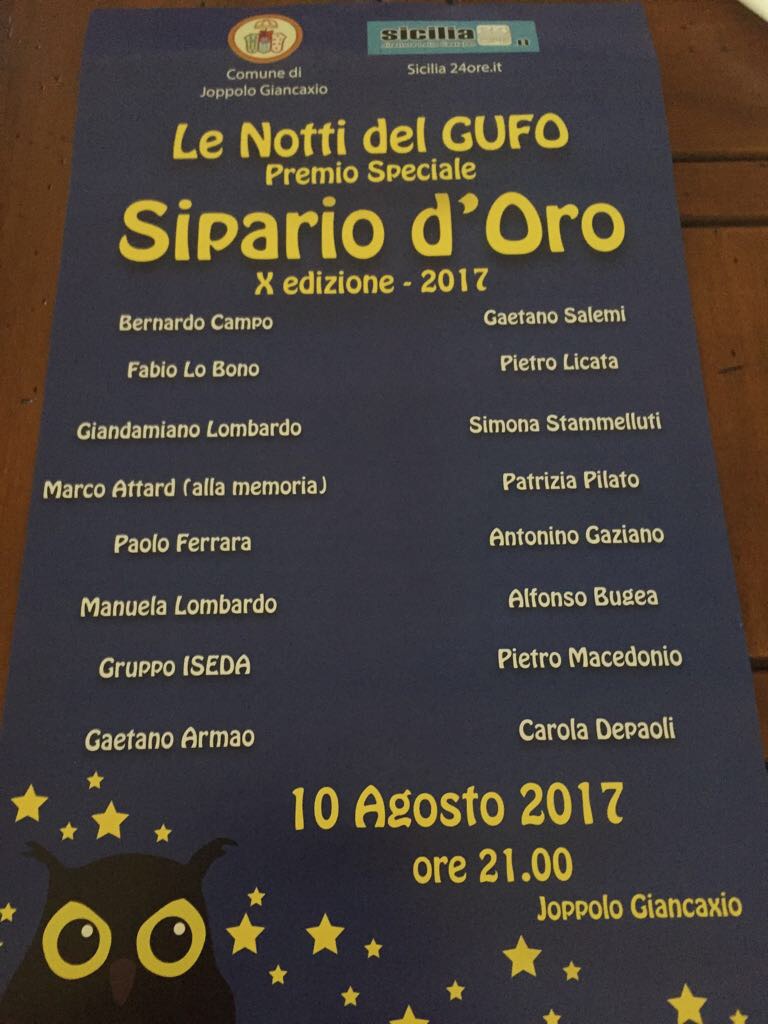 sicilia
.it
Comune di
Joppolo Giancaxio
Sicilia 24ore.it
Le Notti del GUFO
Premio Speciale
Sipario d'Oro
X edizione - 2017
Bernardo Campo
Gaetano Salemi
Fabio Lo Bono
Pietro Licata
Giandamiano Lombardo
Simona Stammelluti
Marco Attard (alla memoria)
Patrizia Pilato
Paolo Ferrara
Antonino Gaziano
Manuela Lombardo
Alfonso Bugea
Gruppo ISEDA
Pietro Macedonio
Gaetano Armao
Carola Depaoli
10 Agosto 2017
ore 21.00
Joppolo Giancaxio